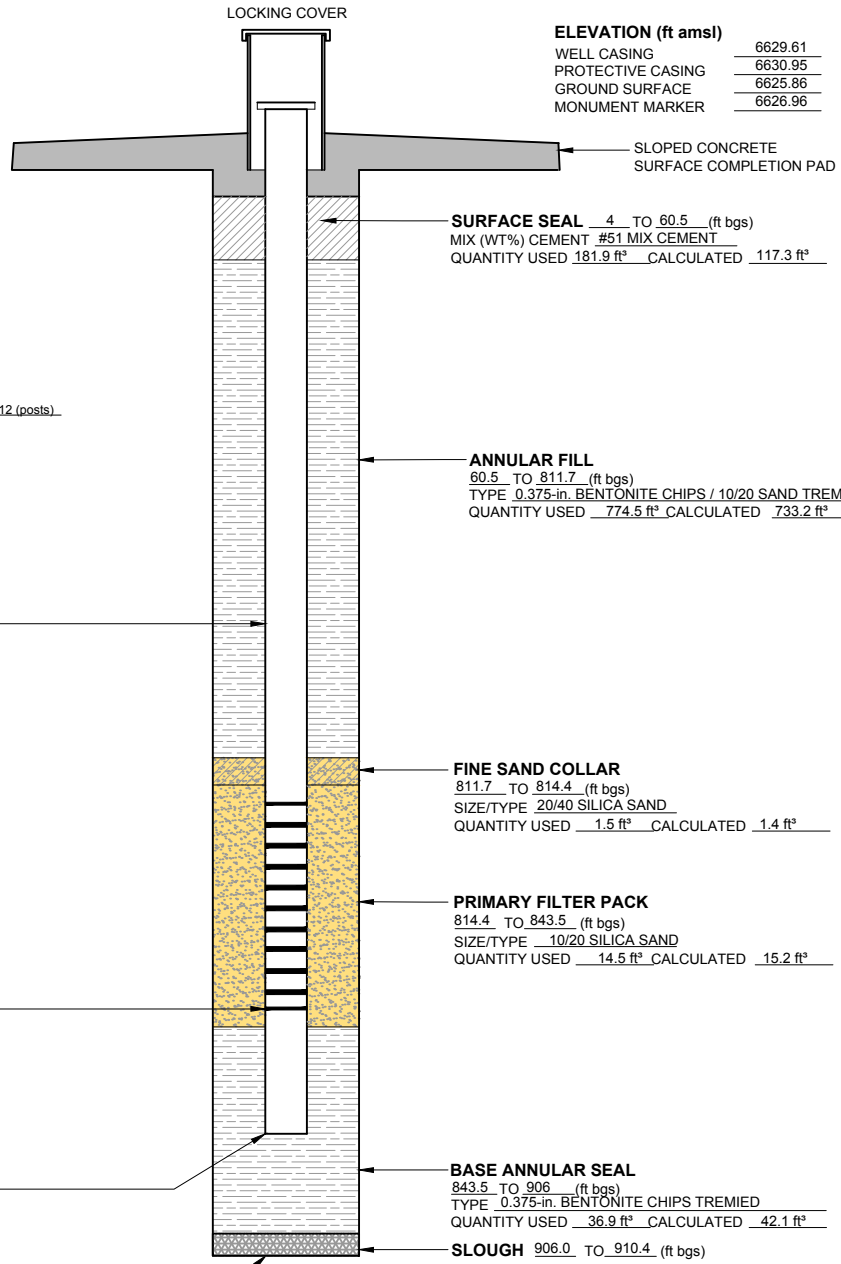 LOCKING COVER
ELEVATION (ft amsl)
WELL CASING 6629.61
PROTECTIVE CASING 6630.95
GROUND SURFACE 6625.86
MONUMENT MARKER 6626.96
SLOPED CONCRETE
SURFACE COMPLETION PAD
SURFACE SEAL 4 TO 60.5 (ft bgs)
MIX (WT%) CEMENT #51 MIX CEMENT
QUANTITY USED 181.9 ft³ CALCULATED 117.3 ft³
12 (posts)
ANNULAR FILL
60.5 TO 811.7 (ft bgs)
TYPE 0.375-in. BENTONITE CHIPS / 10/20 SAND TREM
QUANTITY USED 774.5 ft³ CALCULATED 733.2 ft³
FINE SAND COLLAR
811.7 TO 814.4 (ft bgs)
SIZE/TYPE 20/40 SILICA SAND
QUANTITY USED 1.5 ft³ CALCULATED 1.4 ft³
PRIMARY FILTER PACK
814.4 TO 843.5 (ft bgs)
SIZE/TYPE 10/20 SILICA SAND
QUANTITY USED 14.5 ft³ CALCULATED 15.2 ft³
BASE ANNULAR SEAL
843.5 TO 906 (ft bgs)
TYPE 0.375-in. BENTONITE CHIPS TREMIED
QUANTITY USED 36.9 ft³ CALCULATED 42.1 ft³
SLOUGH 906.0 TO 910.4 (ft bgs)